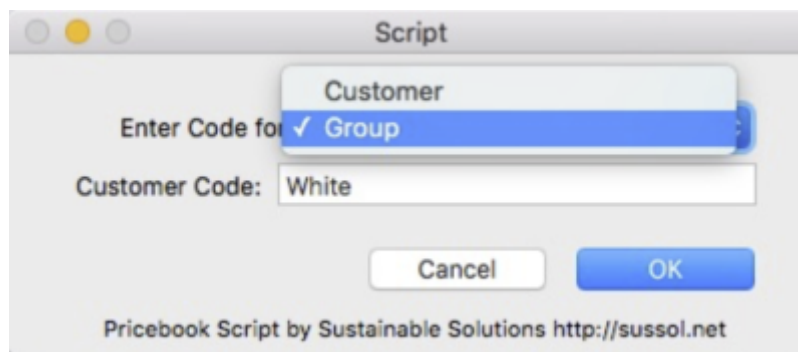 Script
Customer
Enter Code for ✓ Group
Customer Code: White
Cancel OK
Pricebook Script by Sustainable Solutions http://sussol.net